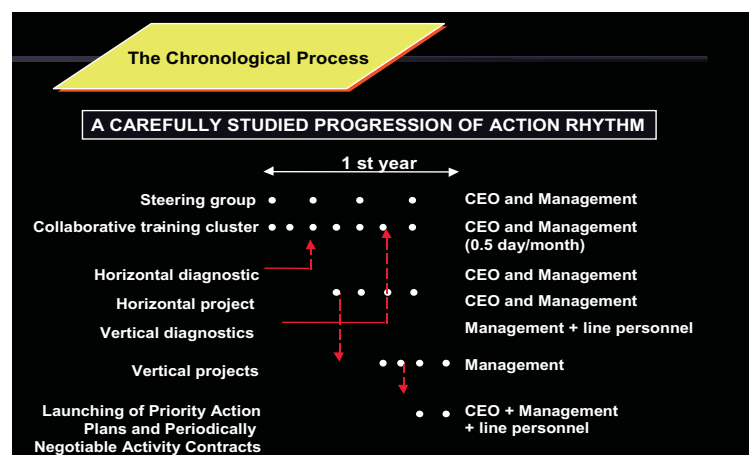 The Chronological Process
A CAREFULLY STUDIED PROGRESSION OF ACTION RHYTHM
1 st year
Steering group
CEO and Management
Collaborative training cluster
CEO and Management
(0.5 day/month)
Horizontal diagnostic
CEO and Management
Horizontal project
CEO and Management
Vertical diagnostics
Management + line personnel
Vertical projects
Management
Launching of Priority Action
Plans and Periodically
Negotiable Activity Contracts
CEO + Management
+ line personnel